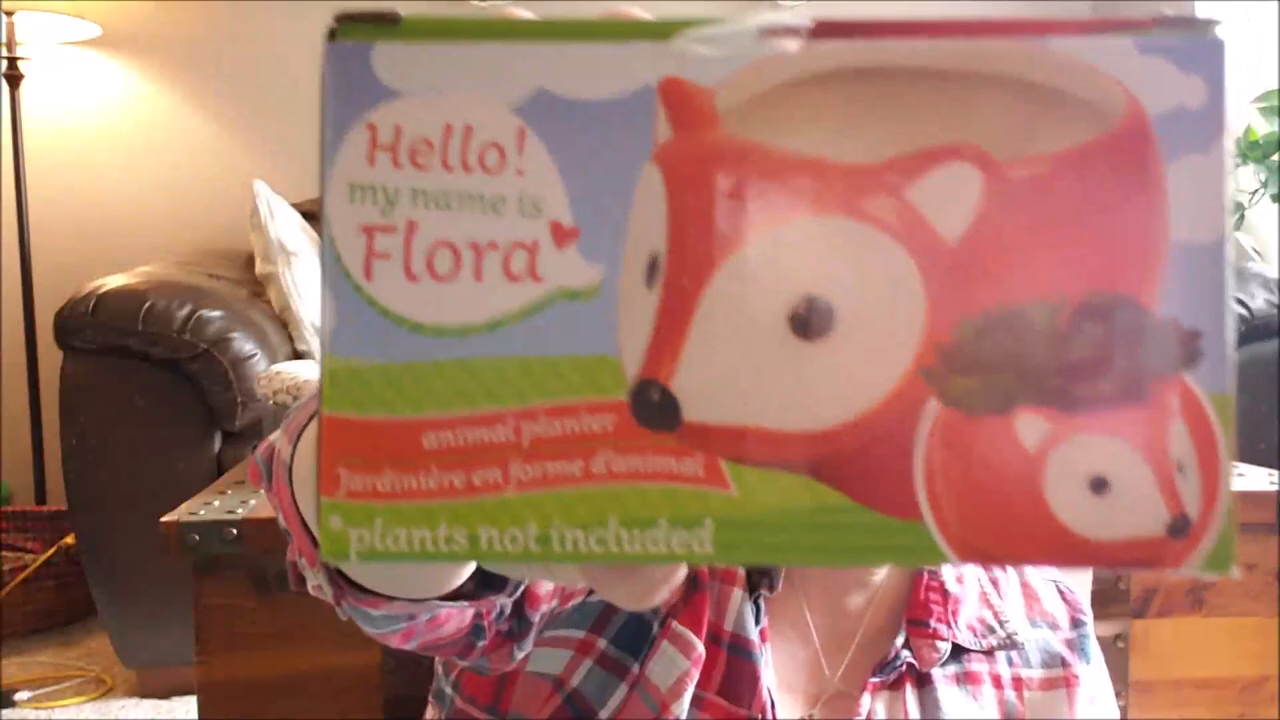 Hello!
my name is
Flora
animal planter
Jardinière en forme d'animal
*plants not included